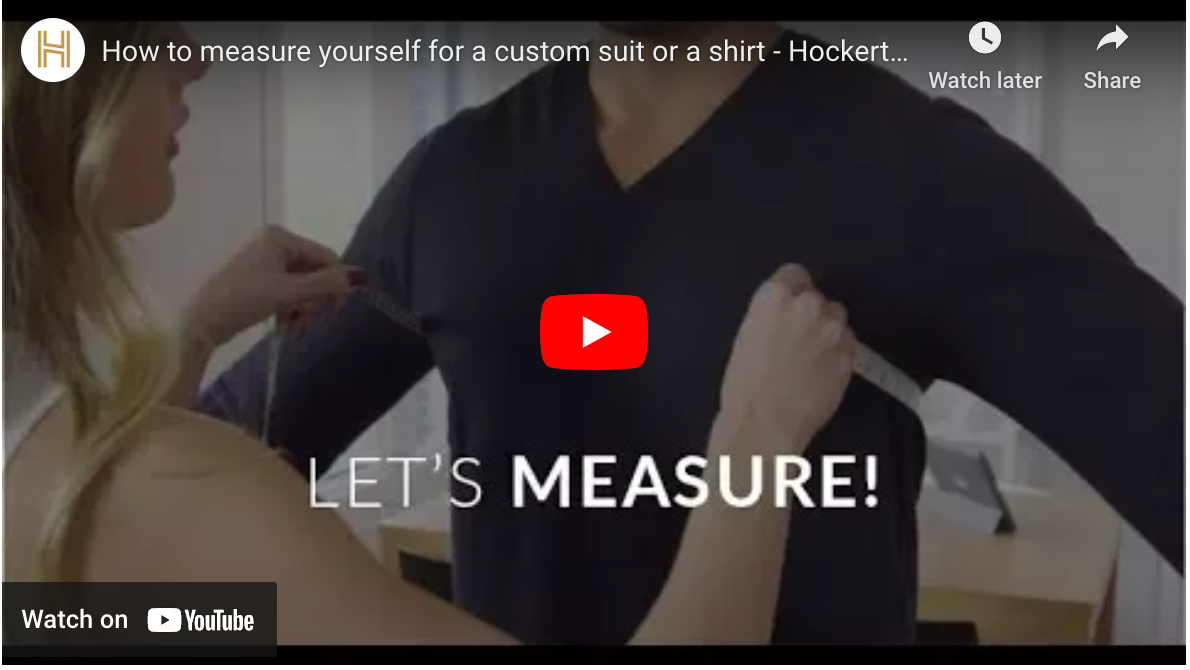 How to measure yourself for a custom suit or a shirt - Hockert...
Watch later
Share
LET'S MEASURE!
Watch on YouTube